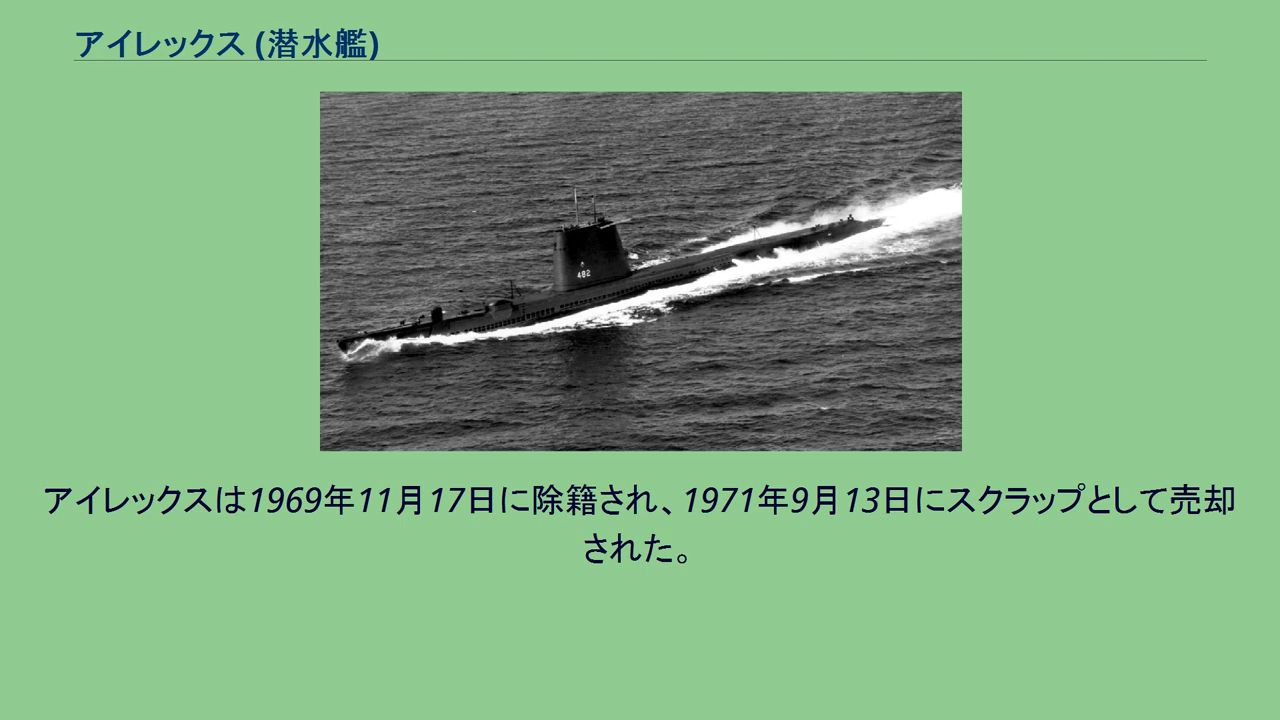 アイレックス (潜水艦)
482
アイレックスは1969年11月17日に除籍され、1971年9月13日にスクラップとして売却
された。